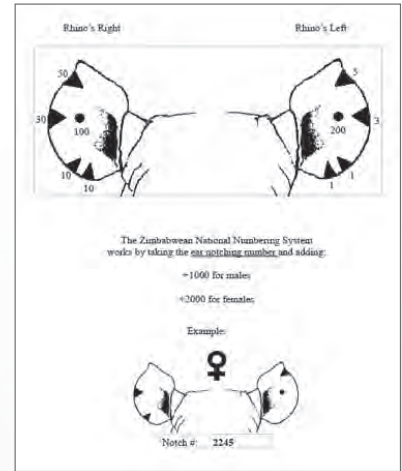 Rhino's Right Rhino's Left
50 5
30 100 200 3
10 1
10 1
The Zimbabwean National Numbering System
works by taking the ear notching number and adding:
+1000 for males
+2000 for females
Example:
♀
Notch #: 2245